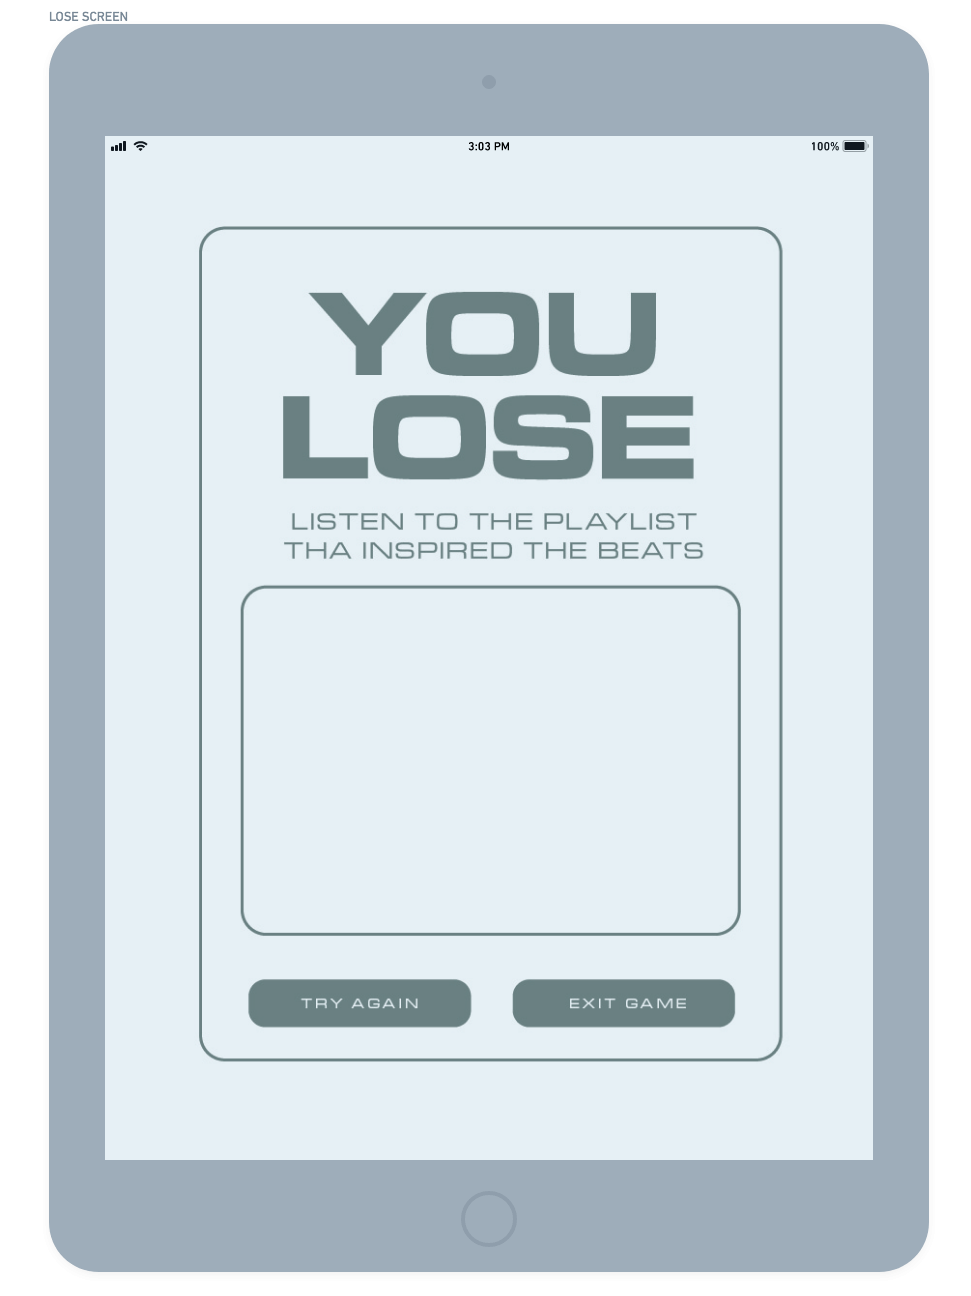 LOSE SCREEN
3:03 PM
100%
YOU
LOSE
LISTEN TO THE PLAYLIST
THA INSPIRED THE BEATS
TRY AGAIN
EXIT GAME